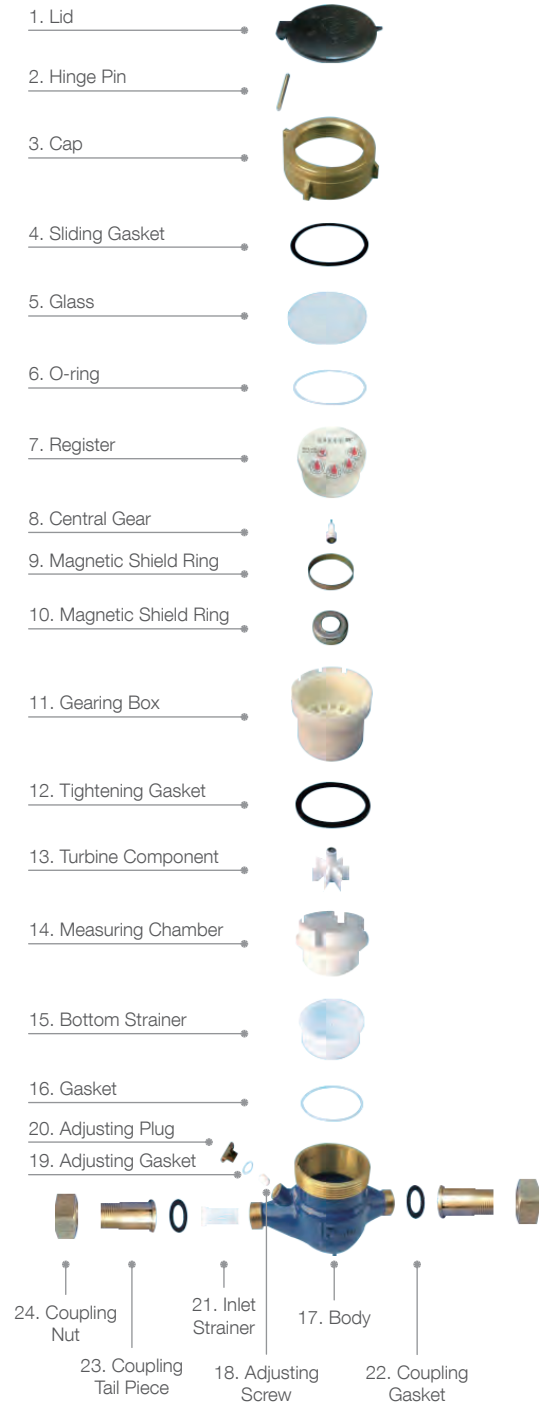 1. Lid
2. Hinge Pin
3. Cap
4. Sliding Gasket
5. Glass
6. O-ring
7. Register
8. Central Gear
9. Magnetic Shield Ring
10. Magnetic Shield Ring
11. Gearing Box
12. Tightening Gasket
13. Turbine Component
14. Measuring Chamber
15. Bottom Strainer
16. Gasket
20. Adjusting Plug
19. Adjusting Gasket
24. Coupling
Nut
23. Coupling
Tail Piece
21. Inlet
Strainer
18. Adjusting
Screw
17. Body
22. Coupling
Gasket